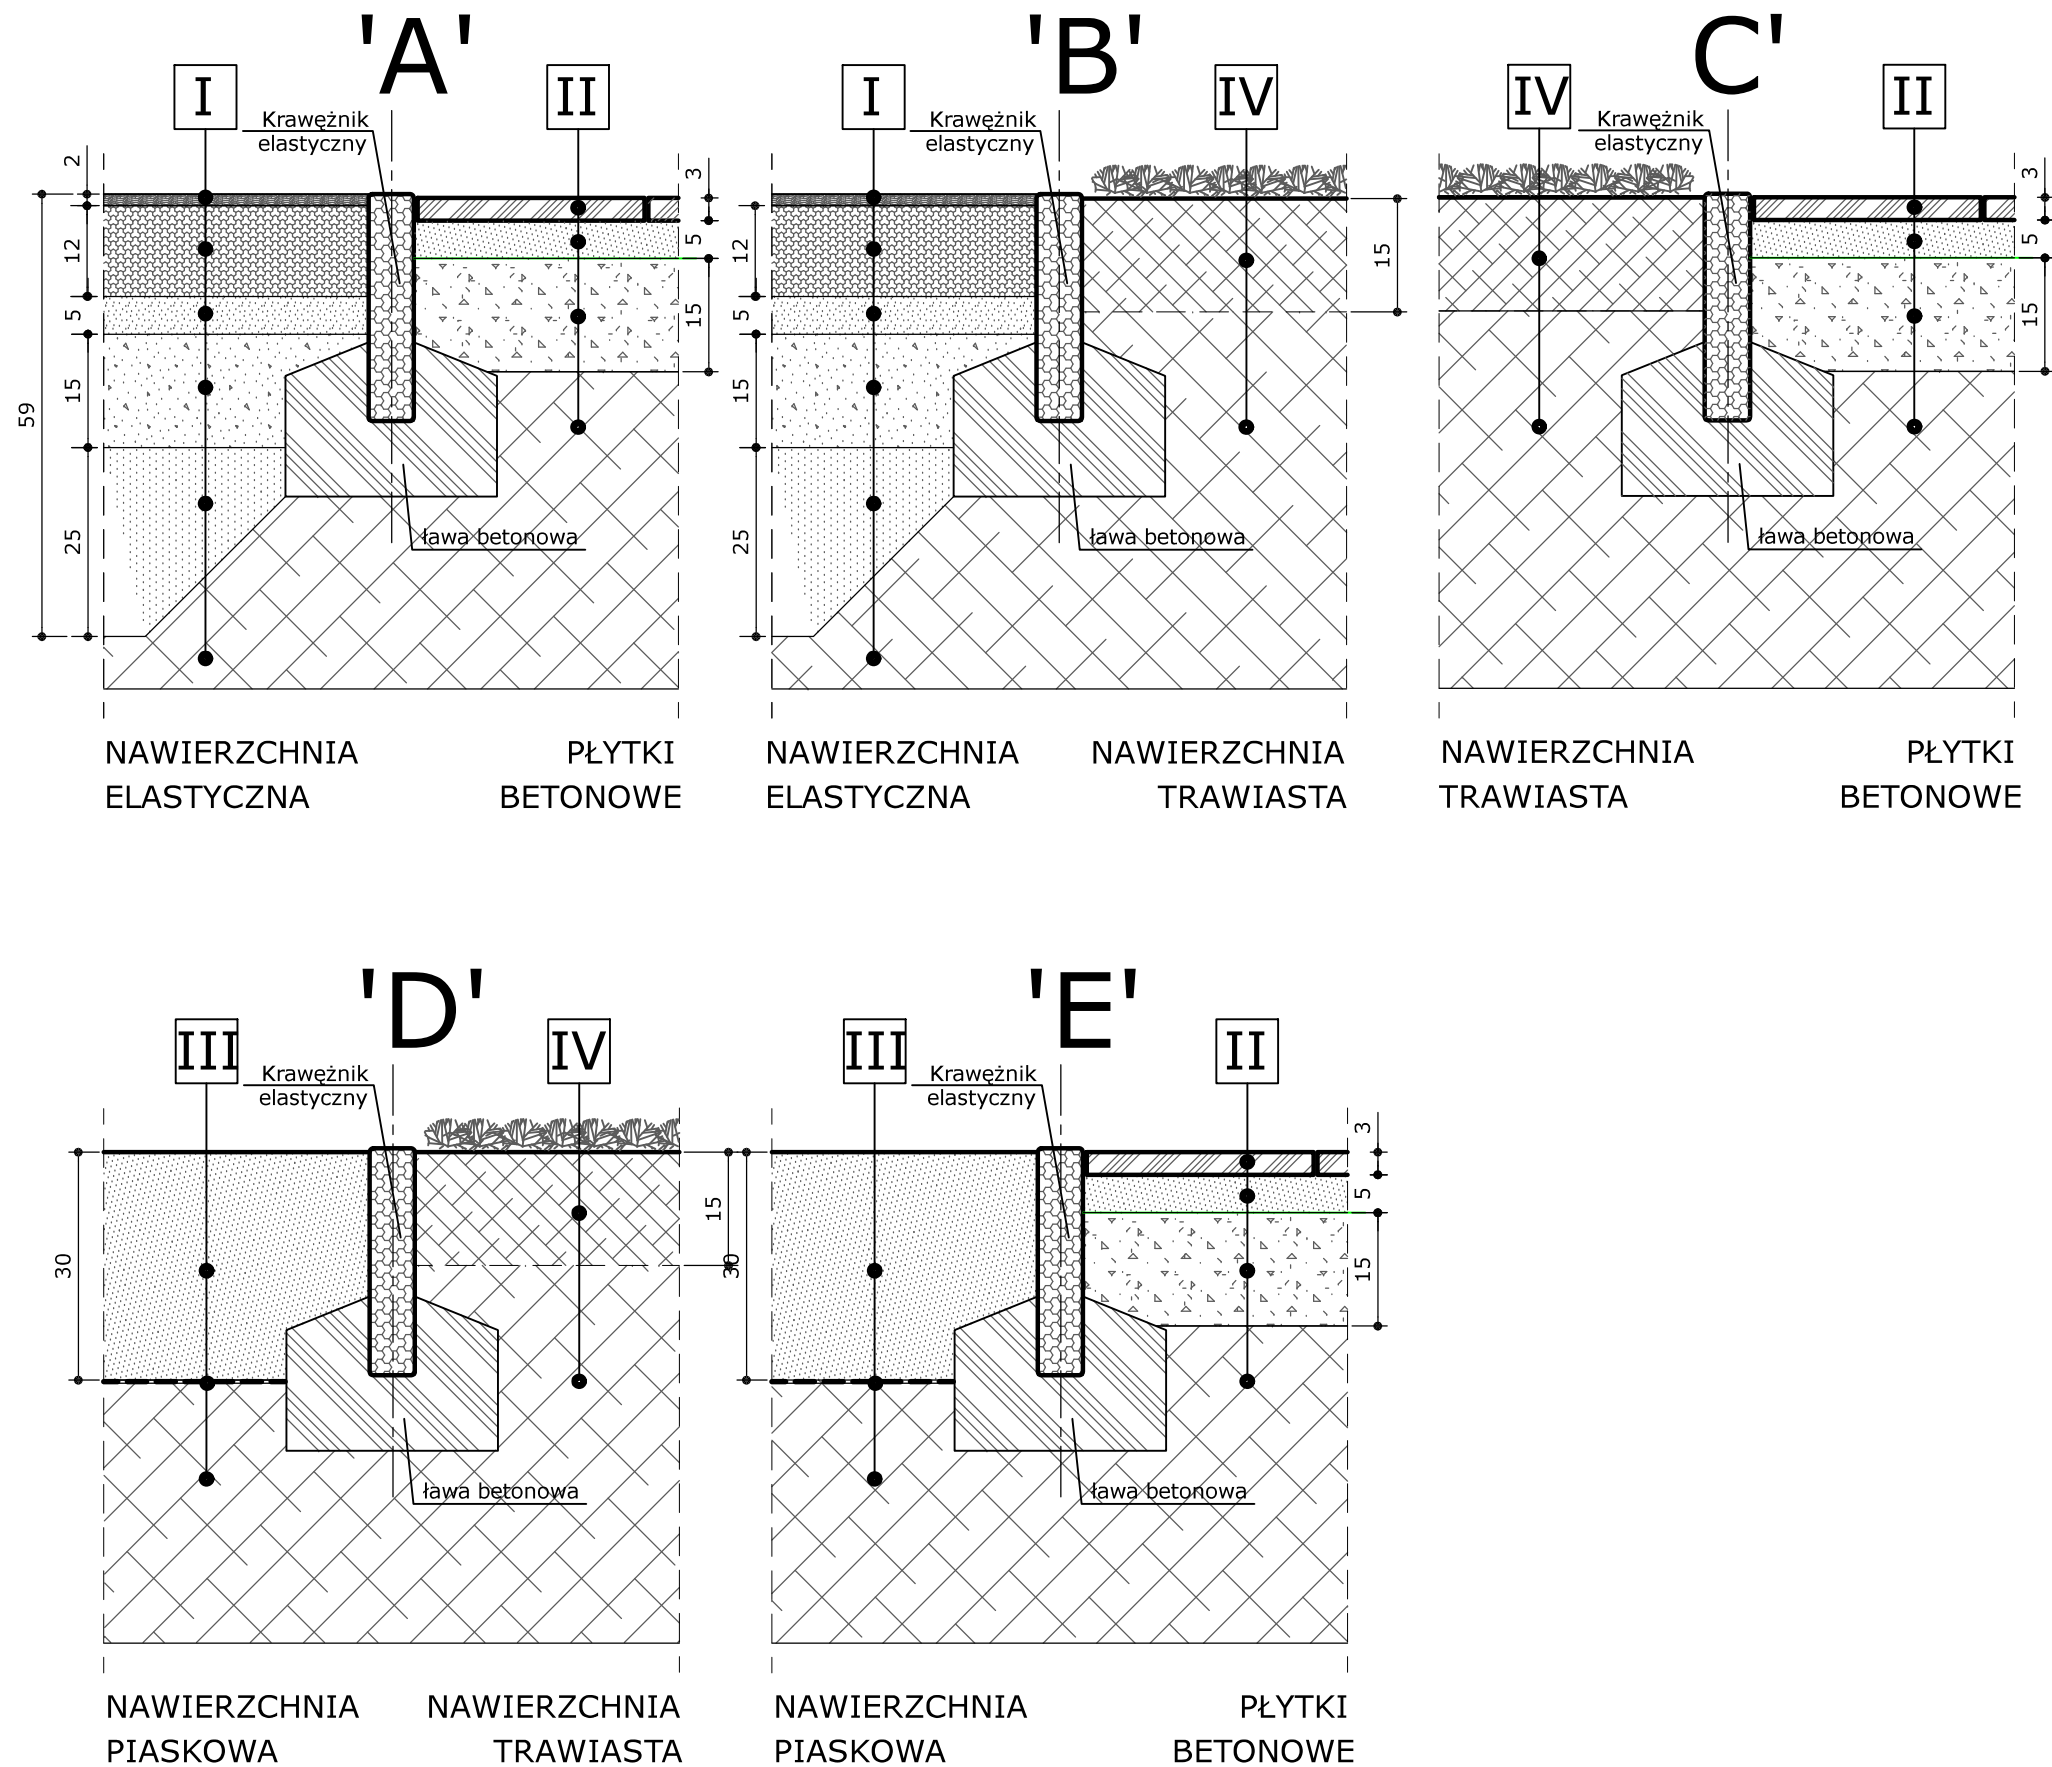 'A'
I
II
Krawężnik
elastyczny
2
12
5
15
25
59
3
5
15
ława betonowa
NAWIERZCHNIA
ELASTYCZNA
PŁYTKI
BETONOWE
'B'
I
IV
Krawężnik
elastyczny
12
5
15
25
15
ława betonowa
NAWIERZCHNIA
ELASTYCZNA
NAWIERZCHNIA
TRAWIASTA
C'
IV
II
Krawężnik
elastyczny
3
5
15
ława betonowa
NAWIERZCHNIA
TRAWIASTA
PŁYTKI
BETONOWE
'D'
III
IV
Krawężnik
elastyczny
30
15
ława betonowa
NAWIERZCHNIA
PIASKOWA
NAWIERZCHNIA
TRAWIASTA
'E'
III
II
Krawężnik
elastyczny
30
3
5
15
ława betonowa
NAWIERZCHNIA
PIASKOWA
PŁYTKI
BETONOWE